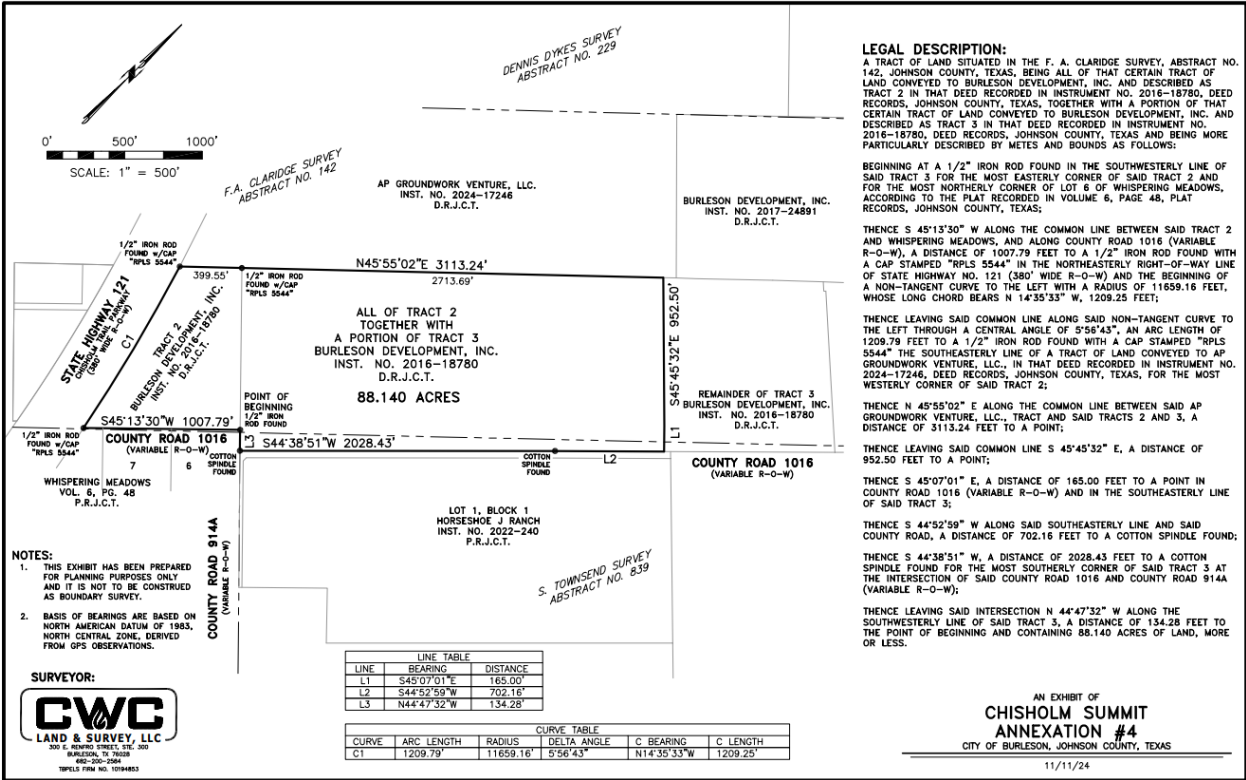 DENNIS DYKES SURVEY
ABSTRACT NO. 229
0' 500' 1000'
SCALE: 1" = 500'
F.A. CLARIDGE SURVEY
ABSTRACT NO. 142
AP GROUNDWORK VENTURE, LLC.
INST. NO. 2024-17246
D.R.J.C.T.
BURLESON DEVELOPMENT, INC.
INST. NO. 2017-24891
D.R.J.C.T.
1/2" IRON ROD
FOUND w/CAP
"RPLS 5544"
399.55'
1/2" IRON ROD
FOUND w/CAP
"RPLS 5544"
N45°55'02"E 3113.24'
2713.69'
STATE HIGHWAY 121
CHISHOLM TRAIL PARKWAY
(380' WIDE R-O-W)
C1
TRACT 2
BURLESON DEVELOPMENT, INC.
INST. NO. 2016-18780
D.R.J.C.T.
ALL OF TRACT 2
TOGETHER WITH
A PORTION OF TRACT 3
BURLESON DEVELOPMENT, INC.
INST. NO. 2016-18780
D.R.J.C.T.
88.140 ACRES
S45°45'32"E 952.50'
L1
REMAINDER OF TRACT 3
BURLESON DEVELOPMENT, INC.
INST. NO. 2016-18780
D.R.J.C.T.
POINT OF
BEGINNING
1/2" IRON
ROD FOUND
S45°13'30"W 1007.79'
1/2" IRON ROD
FOUND w/CAP
"RPLS 5544"
COUNTY ROAD 1016
(VARIABLE R-O-W)
7 6
L3
S44°38'51"W 2028.43'
COTTON
SPINDLE
FOUND
COTTON
SPINDLE
FOUND
L2
COUNTY ROAD 1016
(VARIABLE R-O-W)
WHISPERING MEADOWS
VOL. 6, PG. 48
P.R.J.C.T.
LOT 1, BLOCK 1
HORSESHOE J RANCH
INST. NO. 2022-240
P.R.J.C.T.
COUNTY ROAD 914A
(VARIABLE R-O-W)
S. TOWNSEND SURVEY
ABSTRACT NO. 839
NOTES:
1. THIS EXHIBIT HAS BEEN PREPARED
FOR PLANNING PURPOSES ONLY
AND IT IS NOT TO BE CONSTRUED
AS BOUNDARY SURVEY.
2. BASIS OF BEARINGS ARE BASED ON
NORTH AMERICAN DATUM OF 1983,
NORTH CENTRAL ZONE, DERIVED
FROM GPS OBSERVATIONS.
SURVEYOR:
CWC
LAND & SURVEY, LLC
300 E. RENFRO STREET, STE. 300
BURLESON, TX 76028
682-200-2584
TBPELS FIRM NO. 10194853
LINE TABLE
LINE BEARING DISTANCE
L1 S45°07'01"E 165.00'
L2 S44°52'59"W 702.16'
L3 N44°47'32"W 134.28'
CURVE TABLE
CURVE ARC LENGTH RADIUS DELTA ANGLE C BEARING C LENGTH
C1 1209.79' 11659.16' 5°56'43" N14°35'33"W 1209.25'
LEGAL DESCRIPTION:
A TRACT OF LAND SITUATED IN THE F. A. CLARIDGE SURVEY, ABSTRACT NO.
142, JOHNSON COUNTY, TEXAS, BEING ALL OF THAT CERTAIN TRACT OF
LAND CONVEYED TO BURLESON DEVELOPMENT, INC. AND DESCRIBED AS
TRACT 2 IN THAT DEED RECORDED IN INSTRUMENT NO. 2016-18780, DEED
RECORDS, JOHNSON COUNTY, TEXAS, TOGETHER WITH A PORTION OF THAT
CERTAIN TRACT OF LAND CONVEYED TO BURLESON DEVELOPMENT, INC. AND
DESCRIBED AS TRACT 3 IN THAT DEED RECORDED IN INSTRUMENT NO.
2016-18780, DEED RECORDS, JOHNSON COUNTY, TEXAS AND BEING MORE
PARTICULARLY DESCRIBED BY METES AND BOUNDS AS FOLLOWS:
BEGINNING AT A 1/2" IRON ROD FOUND IN THE SOUTHWESTERLY LINE OF
SAID TRACT 3 FOR THE MOST EASTERLY CORNER OF SAID TRACT 2 AND
FOR THE MOST NORTHERLY CORNER OF LOT 6 OF WHISPERING MEADOWS,
ACCORDING TO THE PLAT RECORDED IN VOLUME 6, PAGE 48, PLAT
RECORDS, JOHNSON COUNTY, TEXAS;
THENCE S 45°13'30" W ALONG THE COMMON LINE BETWEEN SAID TRACT 2
AND WHISPERING MEADOWS, AND ALONG COUNTY ROAD 1016 (VARIABLE
R-O-W), A DISTANCE OF 1007.79 FEET TO A 1/2" IRON ROD FOUND WITH
A CAP STAMPED "RPLS 5544" IN THE NORTHEASTERLY RIGHT-OF-WAY LINE
OF STATE HIGHWAY NO. 121 (380' WIDE R-O-W) AND THE BEGINNING OF
A NON-TANGENT CURVE TO THE LEFT WITH A RADIUS OF 11659.16 FEET,
WHOSE LONG CHORD BEARS N 14°35'33" W, 1209.25 FEET;
THENCE LEAVING SAID COMMON LINE ALONG SAID NON-TANGENT CURVE TO
THE LEFT THROUGH A CENTRAL ANGLE OF 5°56'43", AN ARC LENGTH OF
1209.79 FEET TO A 1/2" IRON ROD FOUND WITH A CAP STAMPED "RPLS
5544" THE SOUTHEASTERLY LINE OF A TRACT OF LAND CONVEYED TO AP
GROUNDWORK VENTURE, LLC., IN THAT DEED RECORDED IN INSTRUMENT NO.
2024-17246, DEED RECORDS, JOHNSON COUNTY, TEXAS, FOR THE MOST
WESTERLY CORNER OF SAID TRACT 2;
THENCE N 45°55'02" E ALONG THE COMMON LINE BETWEEN SAID AP
GROUNDWORK VENTURE, LLC., TRACT AND SAID TRACTS 2 AND 3, A
DISTANCE OF 3113.24 FEET TO A POINT;
THENCE LEAVING SAID COMMON LINE S 45°45'32" E, A DISTANCE OF
952.50 FEET TO A POINT;
THENCE S 45°07'01" E, A DISTANCE OF 165.00 FEET TO A POINT IN
COUNTY ROAD 1016 (VARIABLE R-O-W) AND IN THE SOUTHEASTERLY LINE
OF SAID TRACT 3;
THENCE S 44°52'59" W ALONG SAID SOUTHEASTERLY LINE AND SAID
COUNTY ROAD, A DISTANCE OF 702.16 FEET TO A COTTON SPINDLE FOUND;
THENCE S 44°38'51" W, A DISTANCE OF 2028.43 FEET TO A COTTON
SPINDLE FOUND FOR THE MOST SOUTHERLY CORNER OF SAID TRACT 3 AT
THE INTERSECTION OF SAID COUNTY ROAD 1016 AND COUNTY ROAD 914A
(VARIABLE R-O-W);
THENCE LEAVING SAID INTERSECTION N 44°47'32" W ALONG THE
SOUTHWESTERLY LINE OF SAID TRACT 3, A DISTANCE OF 134.28 FEET TO
THE POINT OF BEGINNING AND CONTAINING 88.140 ACRES OF LAND, MORE
OR LESS.
AN EXHIBIT OF
CHISHOLM SUMMIT
ANNEXATION #4
CITY OF BURLESON, JOHNSON COUNTY, TEXAS
11/11/24